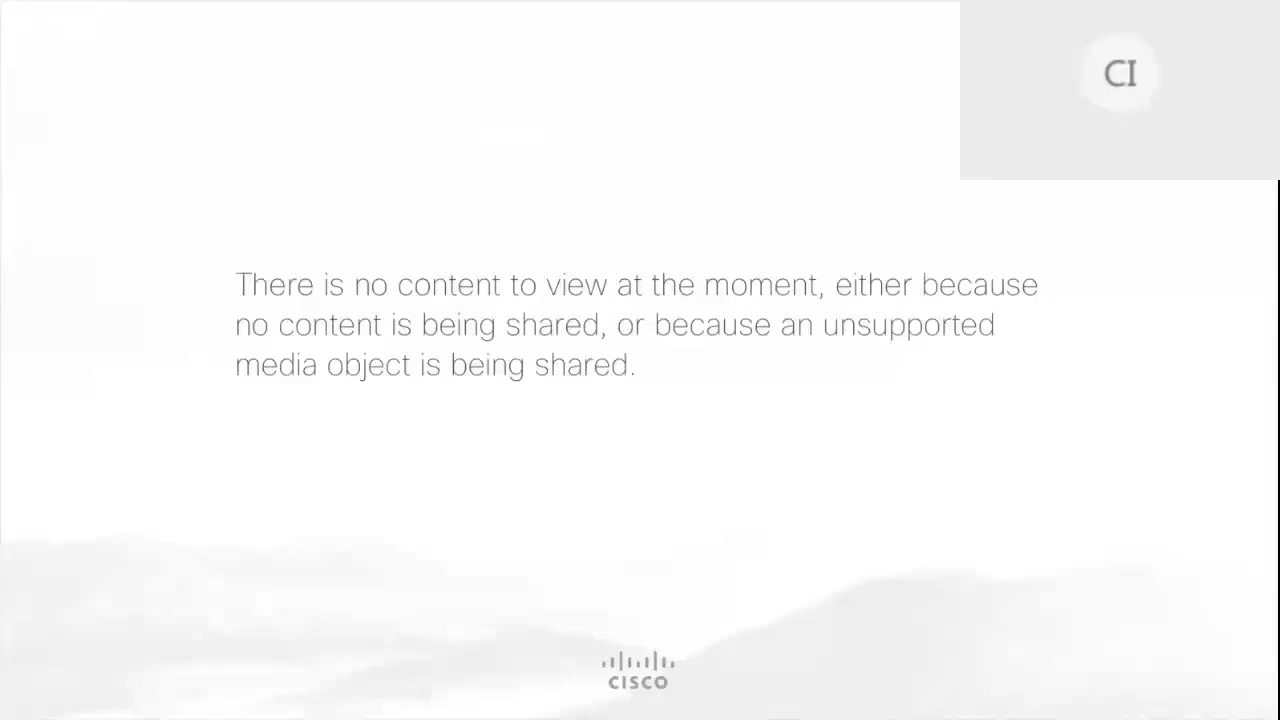 CI
There is no content to view at the moment, either because
no content is being shared, or because an unsupported
media object is being shared.
CISCO